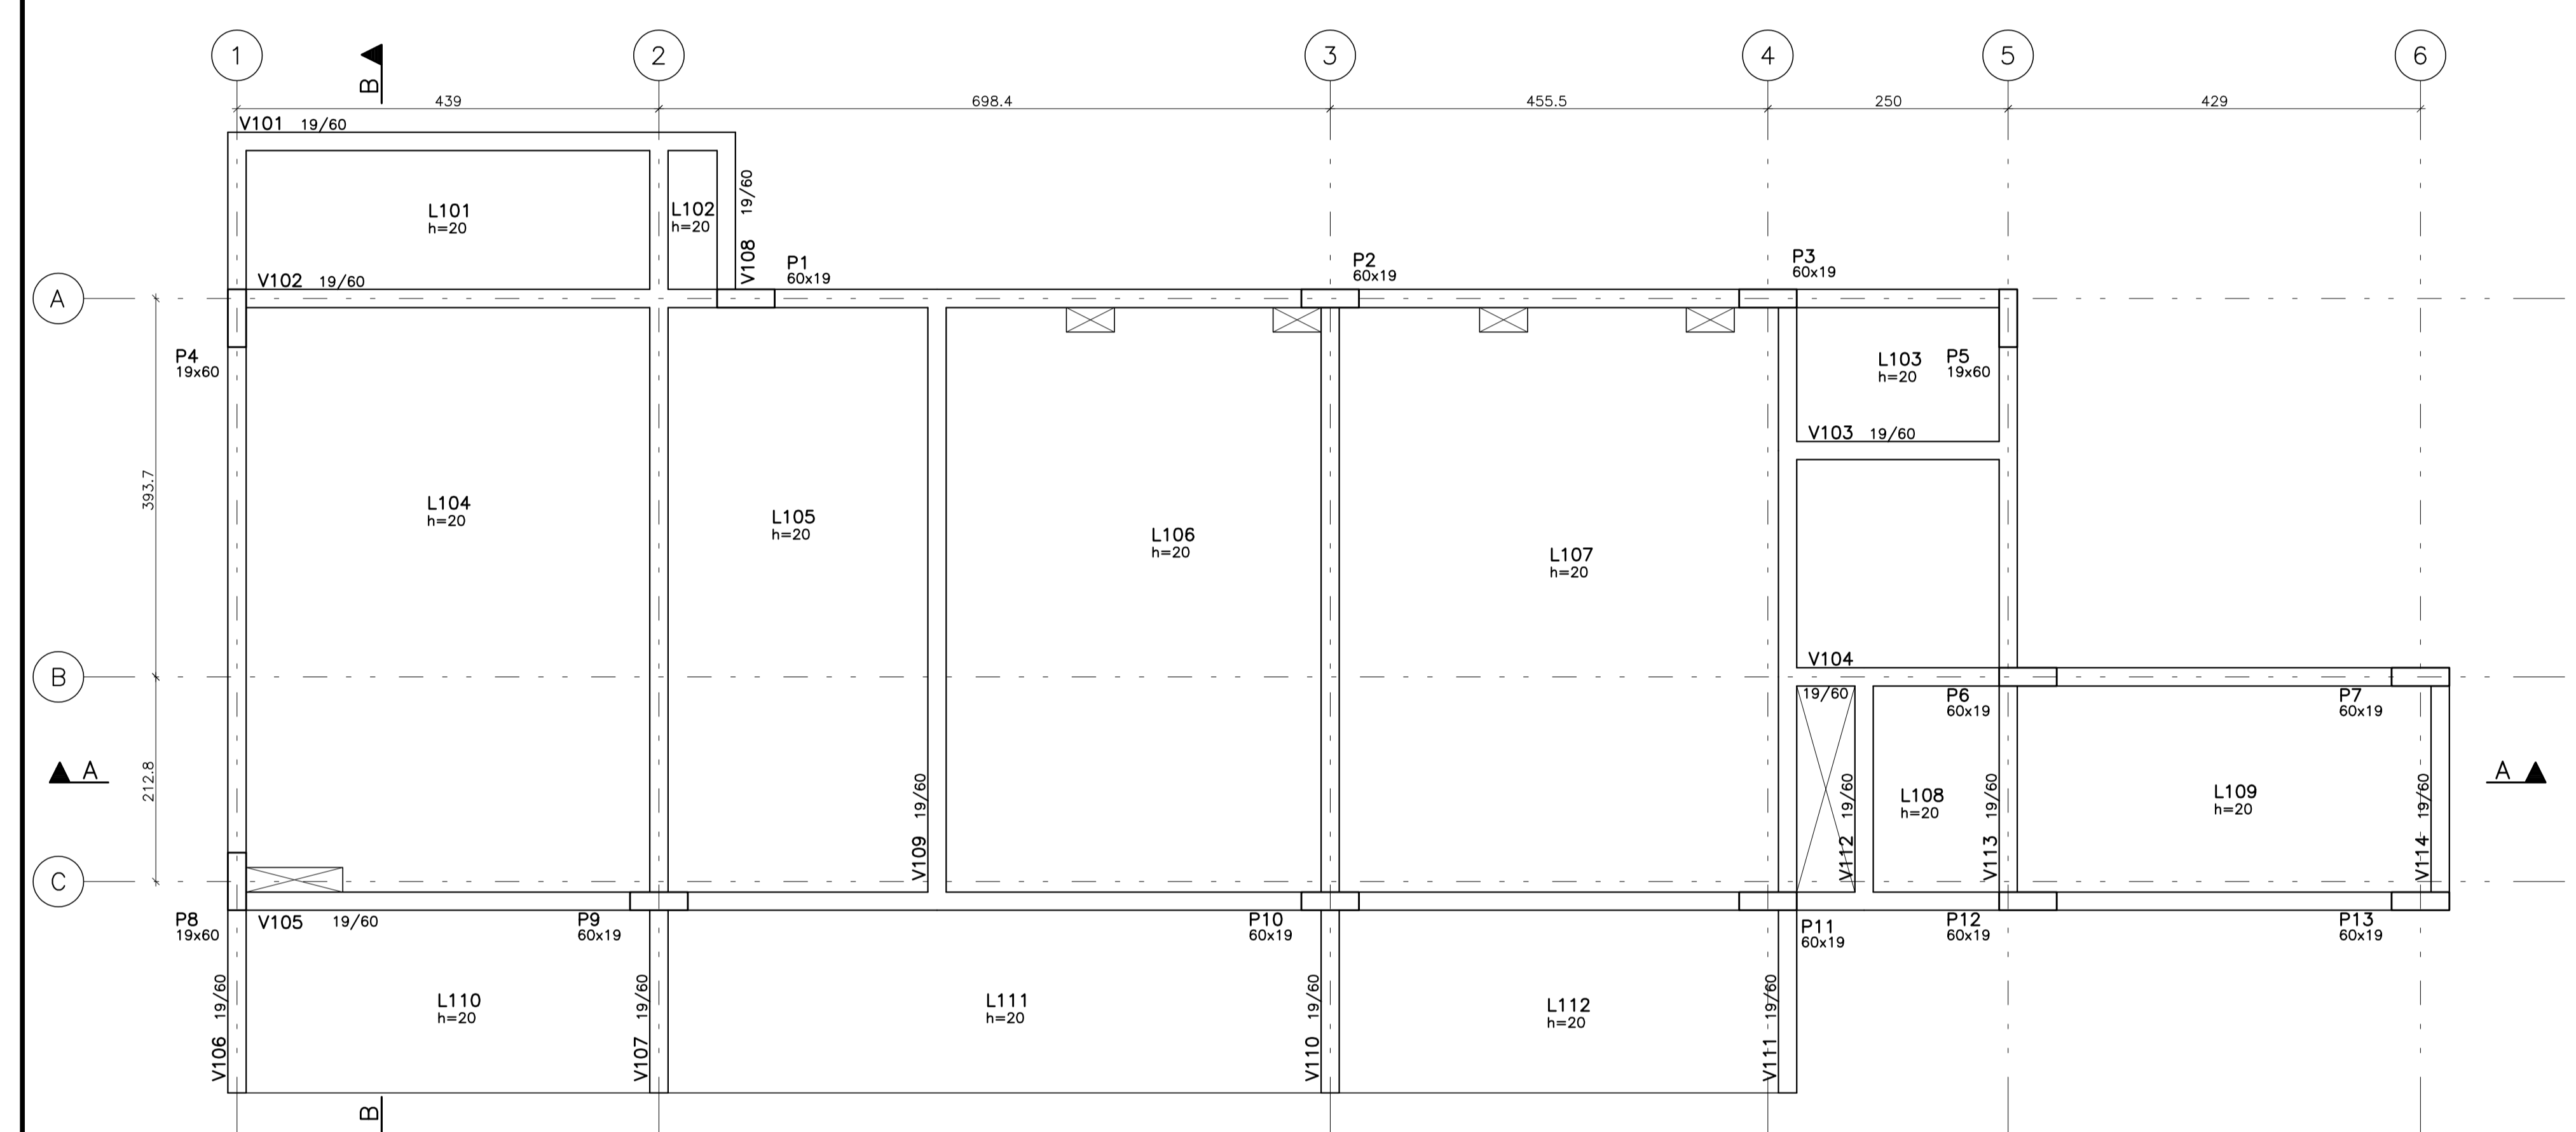 1 2 3 4 5 6
B
439 698.4 455.5 250 429
V101 19/60
19/60
L101
h=20
L102
h=20
V108
P1
60x19
P2
60x19
P3
60x19
V102 19/60
A
P4
19x60
L103
h=20
P5
19x60
V103 19/60
393.7
L104
h=20
L105
h=20
L106
h=20
L107
h=20
V104
19/60
B
P6
60x19
P7
60x19
A
212.8
V109 19/60
V112 19/60
L108
h=20
V113 19/60
L109
h=20
V114 19/60
A
C
P8
19x60
V105 19/60
P9
60x19
P10
60x19
P11
60x19
P12
60x19
P13
60x19
V106 19/60
L110
h=20
V107 19/60
L111
h=20
V110 19/60
L112
h=20
V111 19/60
B